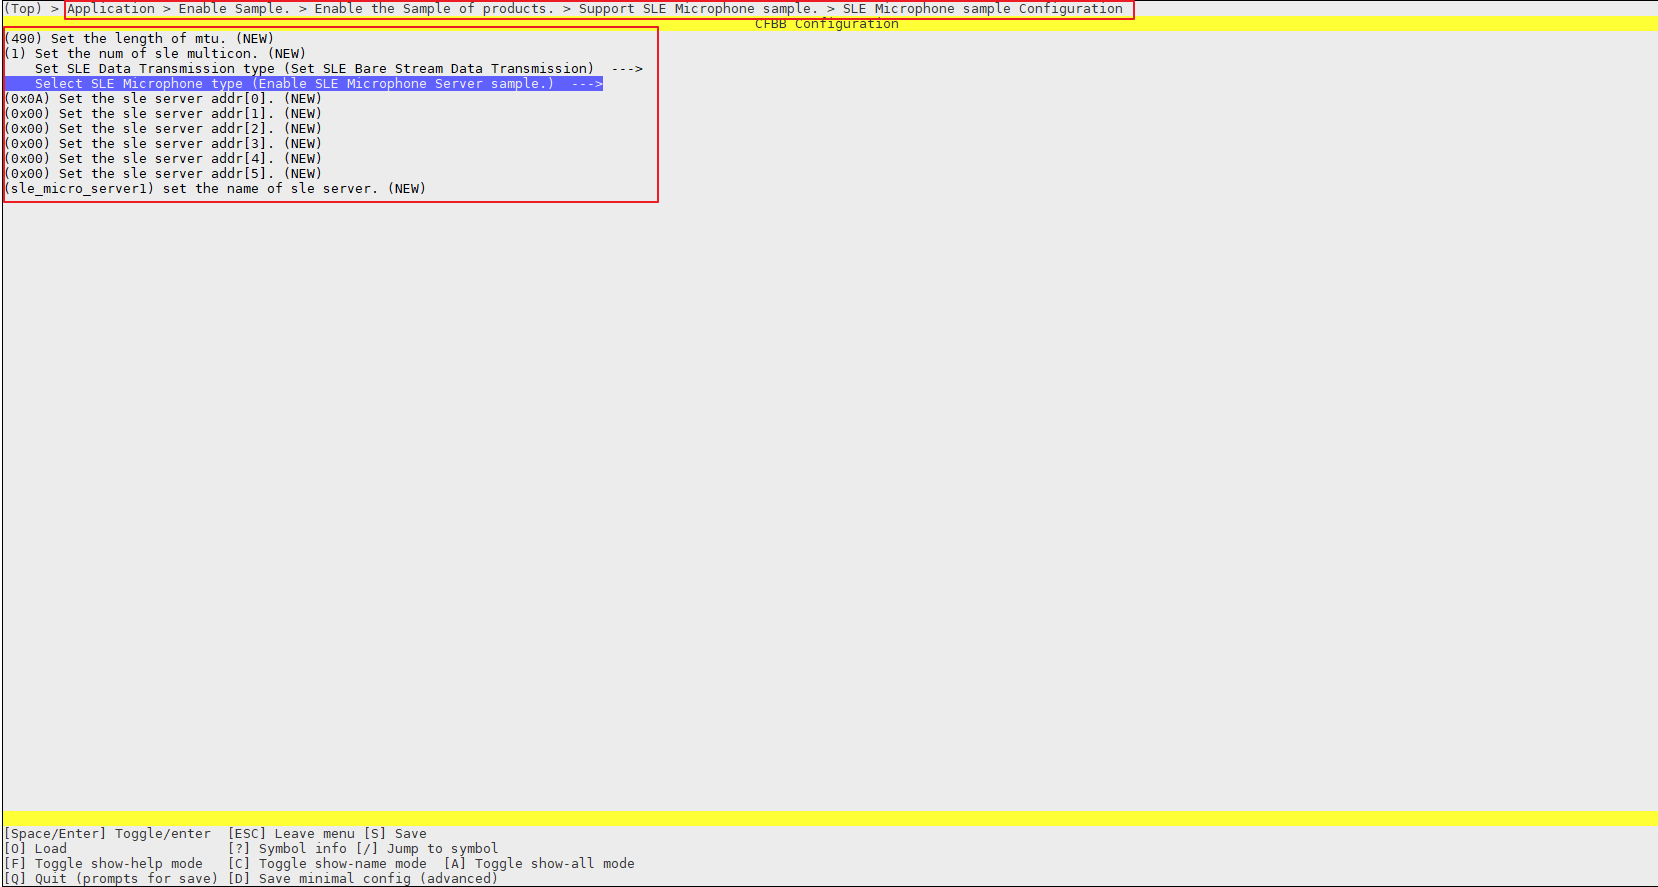 (Top) > Application > Enable Sample. > Enable the Sample of products. > Support SLE Microphone sample. > SLE Microphone sample Configuration
CFBB Configuration
(490) Set the length of mtu. (NEW)
(1) Set the num of sle multicon. (NEW)
Set SLE Data Transmission type (Set SLE Bare Stream Data Transmission)  --->
Select SLE Microphone type (Enable SLE Microphone Server sample.)  --->
(0x0A) Set the sle server addr[0]. (NEW)
(0x00) Set the sle server addr[1]. (NEW)
(0x00) Set the sle server addr[2]. (NEW)
(0x00) Set the sle server addr[3]. (NEW)
(0x00) Set the sle server addr[4]. (NEW)
(0x00) Set the sle server addr[5]. (NEW)
(sle_micro_server1) set the name of sle server. (NEW)
[Space/Enter] Toggle/enter  [ESC] Leave menu [S] Save
[O] Load                    [?] Symbol info [/] Jump to symbol
[F] Toggle show-help mode   [C] Toggle show-name mode  [A] Toggle show-all mode
[Q] Quit (prompts for save) [D] Save minimal config (advanced)